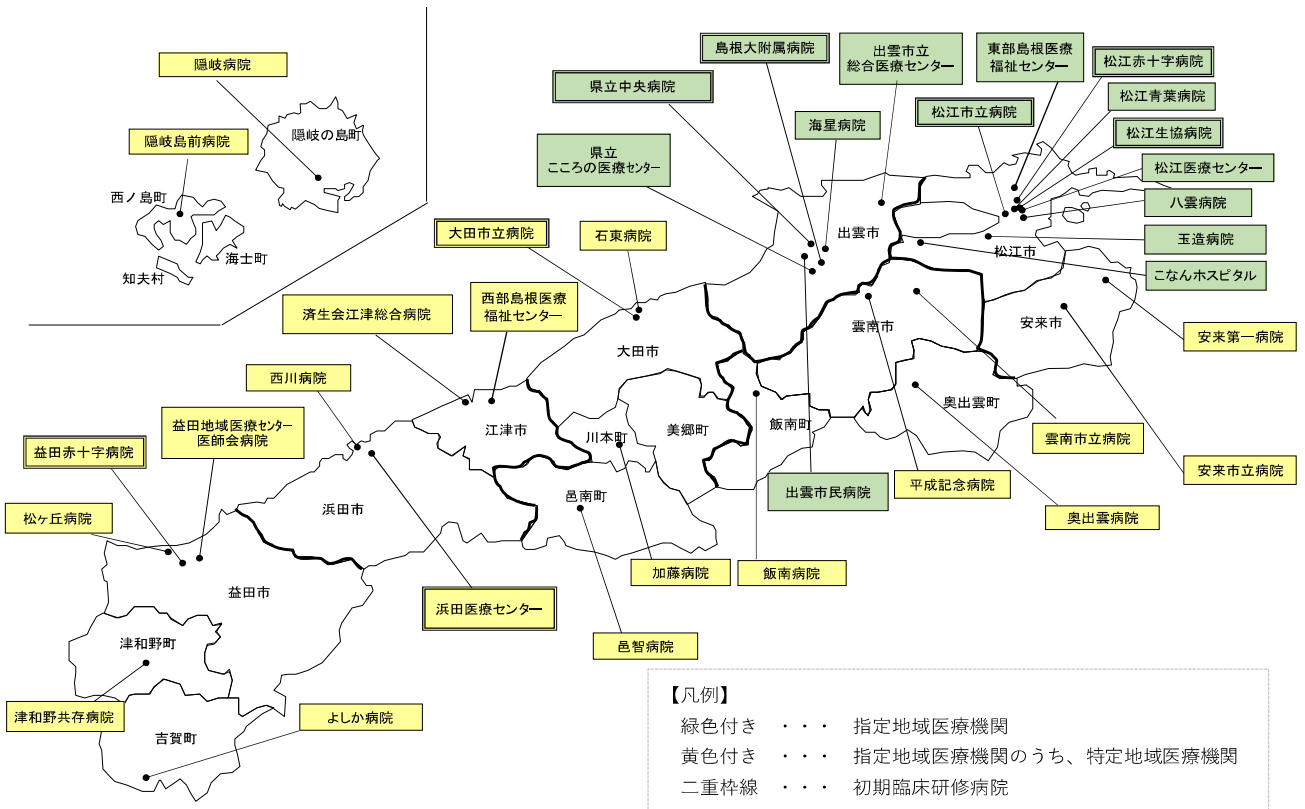 隠岐病院
隠岐島前病院
隠岐の島町
西ノ島町
海士町
知夫村
島根大附属病院
出雲市立
総合医療センター
東部島根医療
福祉センター
松江赤十字病院
県立中央病院
松江青葉病院
松江市立病院
海星病院
松江生協病院
県立
こころの医療センター
松江医療センター
八雲病院
玉造病院
こなんホスピタル
出雲市
松江市
大田市立病院
石東病院
済生会江津総合病院
西部島根医療
福祉センター
安来市
安来第一病院
雲南市
大田市
西川病院
奥出雲町
益田地域医療センター
医師会病院
江津市
川本町
美郷町
飯南町
雲南市立病院
益田赤十字病院
安来市立病院
平成記念病院
出雲市民病院
邑南町
浜田市
松ヶ丘病院
奥出雲病院
加藤病院
飯南病院
益田市
浜田医療センター
邑智病院
津和野町
津和野共存病院
よしか病院
吉賀町
【凡例】
緑色付き ・・・ 指定地域医療機関
黄色付き ・・・ 指定地域医療機関のうち、特定地域医療機関
二重枠線 ・・・ 初期臨床研修病院